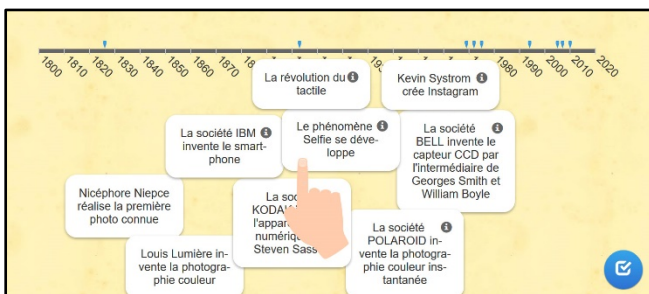 1800
1810
1820
1830
1840
1850
1860
1870
1880
1980
1990
2000
2010
2020
La révolution du
tactile
Kevin Systrom
crée Instagram
La société IBM
invente le smart-
phone
Le phénomène
Selfie se déve-
loppe
La société
BELL invente le
capteur CCD par
l'intermédiaire de
Georges Smith et
William Boyle
Nicéphore Niepce
réalise la première
photo connue
La
KODAK
l'appar
numériq
Steven Sass
Louis Lumière in-
vente la photogra-
phie couleur
La société
POLAROID in-
vente la photogra-
phie couleur ins-
tantanée